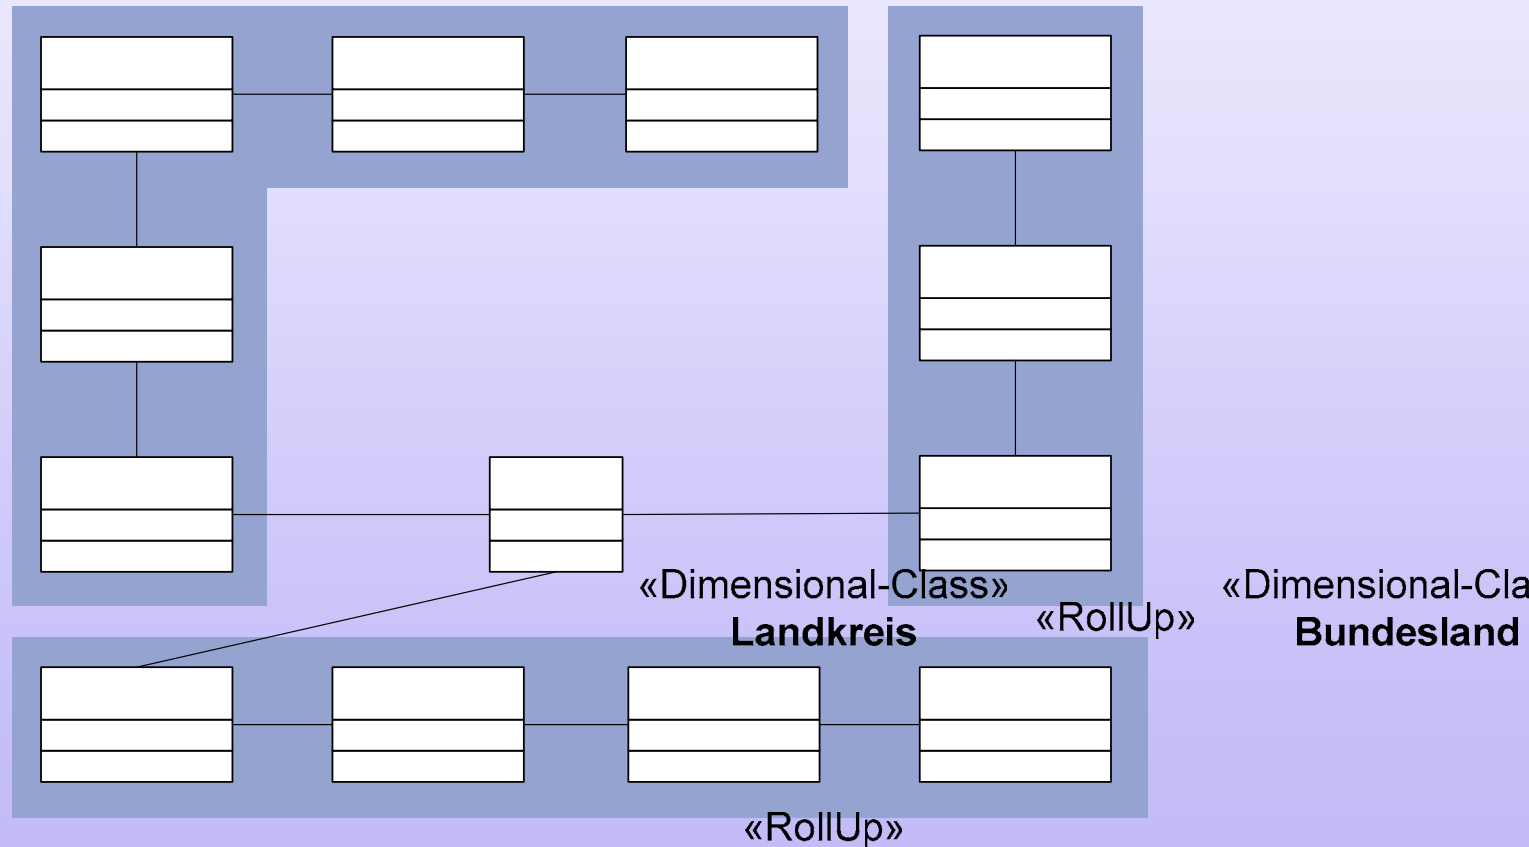 «Dimensional-Class»
Landkreis
«RollUp»
«Dimensional-Cla
Bundesland
«RollUp»